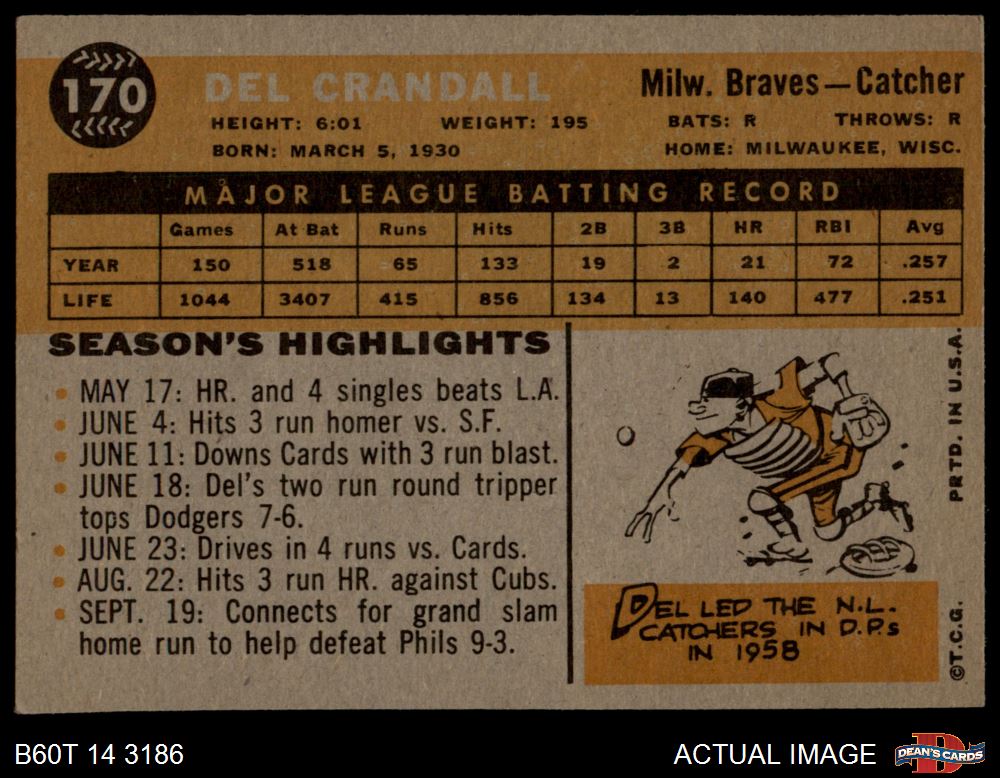 170
DEL CRANDALL
Milw. Braves—Catcher
HEIGHT: 6:01 WEIGHT: 195 BATS: R THROWS: R
BORN: MARCH 5, 1930 HOME: MILWAUKEE, WISC.
MAJOR LEAGUE BATTING RECORD
Games At Bat Runs Hits 2B 3B HR RBI Avg
YEAR 150 518 65 133 19 2 21 72 .257
LIFE 1044 3407 415 856 134 13 140 477 .251
SEASON'S HIGHLIGHTS
• MAY 17: HR. and 4 singles beats L.A.
• JUNE 4: Hits 3 run homer vs. S.F.
• JUNE 11: Downs Cards with 3 run blast.
• JUNE 18: Del's two run round tripper
tops Dodgers 7-6.
• JUNE 23: Drives in 4 runs vs. Cards.
• AUG. 22: Hits 3 run HR. against Cubs.
• SEPT. 19: Connects for grand slam
home run to help defeat Phils 9-3.
DEL LED THE N.L.
CATCHERS IN D.P.s
IN 1958
©T.C.G. PRTD. IN U.S.A.
B60T 14 3186
ACTUAL IMAGE
DEAN'S CARDS